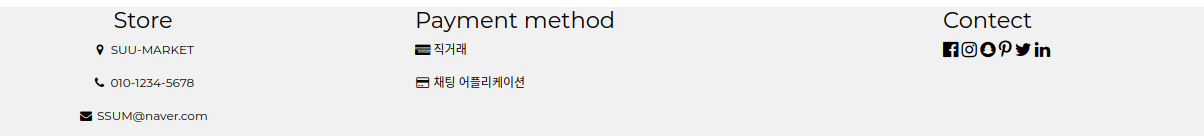 Store
SUU-MARKET
010-1234-5678
SSUM@naver.com
Payment method
직거래
채팅 어플리케이션
Contect